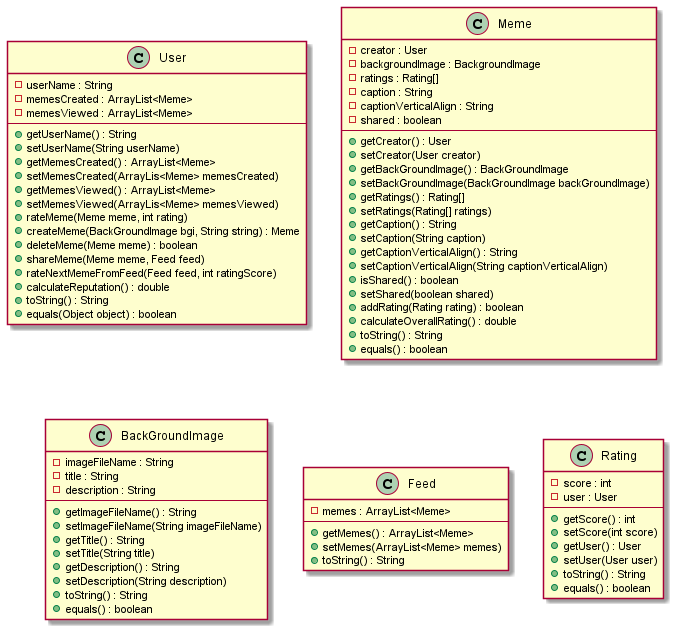 C User
userName : String
memesCreated : ArrayList<Meme>
memesViewed : ArrayList<Meme>
getUserName() : String
setUserName(String userName)
getMemesCreated() : ArrayList<Meme>
setMemesCreated(ArrayLis<Meme> memesCreated)
getMemesViewed() : ArrayList<Meme>
setMemesViewed(ArrayLis<Meme> memesViewed)
rateMeme(Meme meme, int rating)
createMeme(BackGroundImage bgi, String string) : Meme
deleteMeme(Meme meme) : boolean
shareMeme(Meme meme, Feed feed)
rateNextMemeFromFeed(Feed feed, int ratingScore)
calculateReputation() : double
toString() : String
equals(Object object) : boolean
C Meme
creator : User
backgroundImage : BackgroundImage
ratings : Rating[]
caption : String
captionVerticalAlign : String
shared : boolean
getCreator() : User
setCreator(User creator)
getBackGroundImage() : BackGroundImage
setBackGroundImage(BackGroundImage backGroundImage)
getRatings() : Rating[]
setRatings(Rating[] ratings)
getCaption() : String
setCaption(String caption)
getCaptionVerticalAlign() : String
setCaptionVerticalAlign(String captionVerticalAlign)
isShared() : boolean
setShared(boolean shared)
addRating(Rating rating) : boolean
calculateOverallRating() : double
toString() : String
equals() : boolean
C BackGroundImage
imageFileName : String
title : String
description : String
getImageFileName() : String
setImageFileName(String imageFileName)
getTitle() : String
setTitle(String title)
getDescription() : String
setDescription(String description)
toString() : String
equals() : boolean
C Feed
memes : ArrayList<Meme>
getMemes() : ArrayList<Meme>
setMemes(ArrayList<Meme> memes)
toString() : String
C Rating
score : int
user : User
getScore() : int
setScore(int score)
getUser() : User
setUser(User user)
toString() : String
equals() : boolean